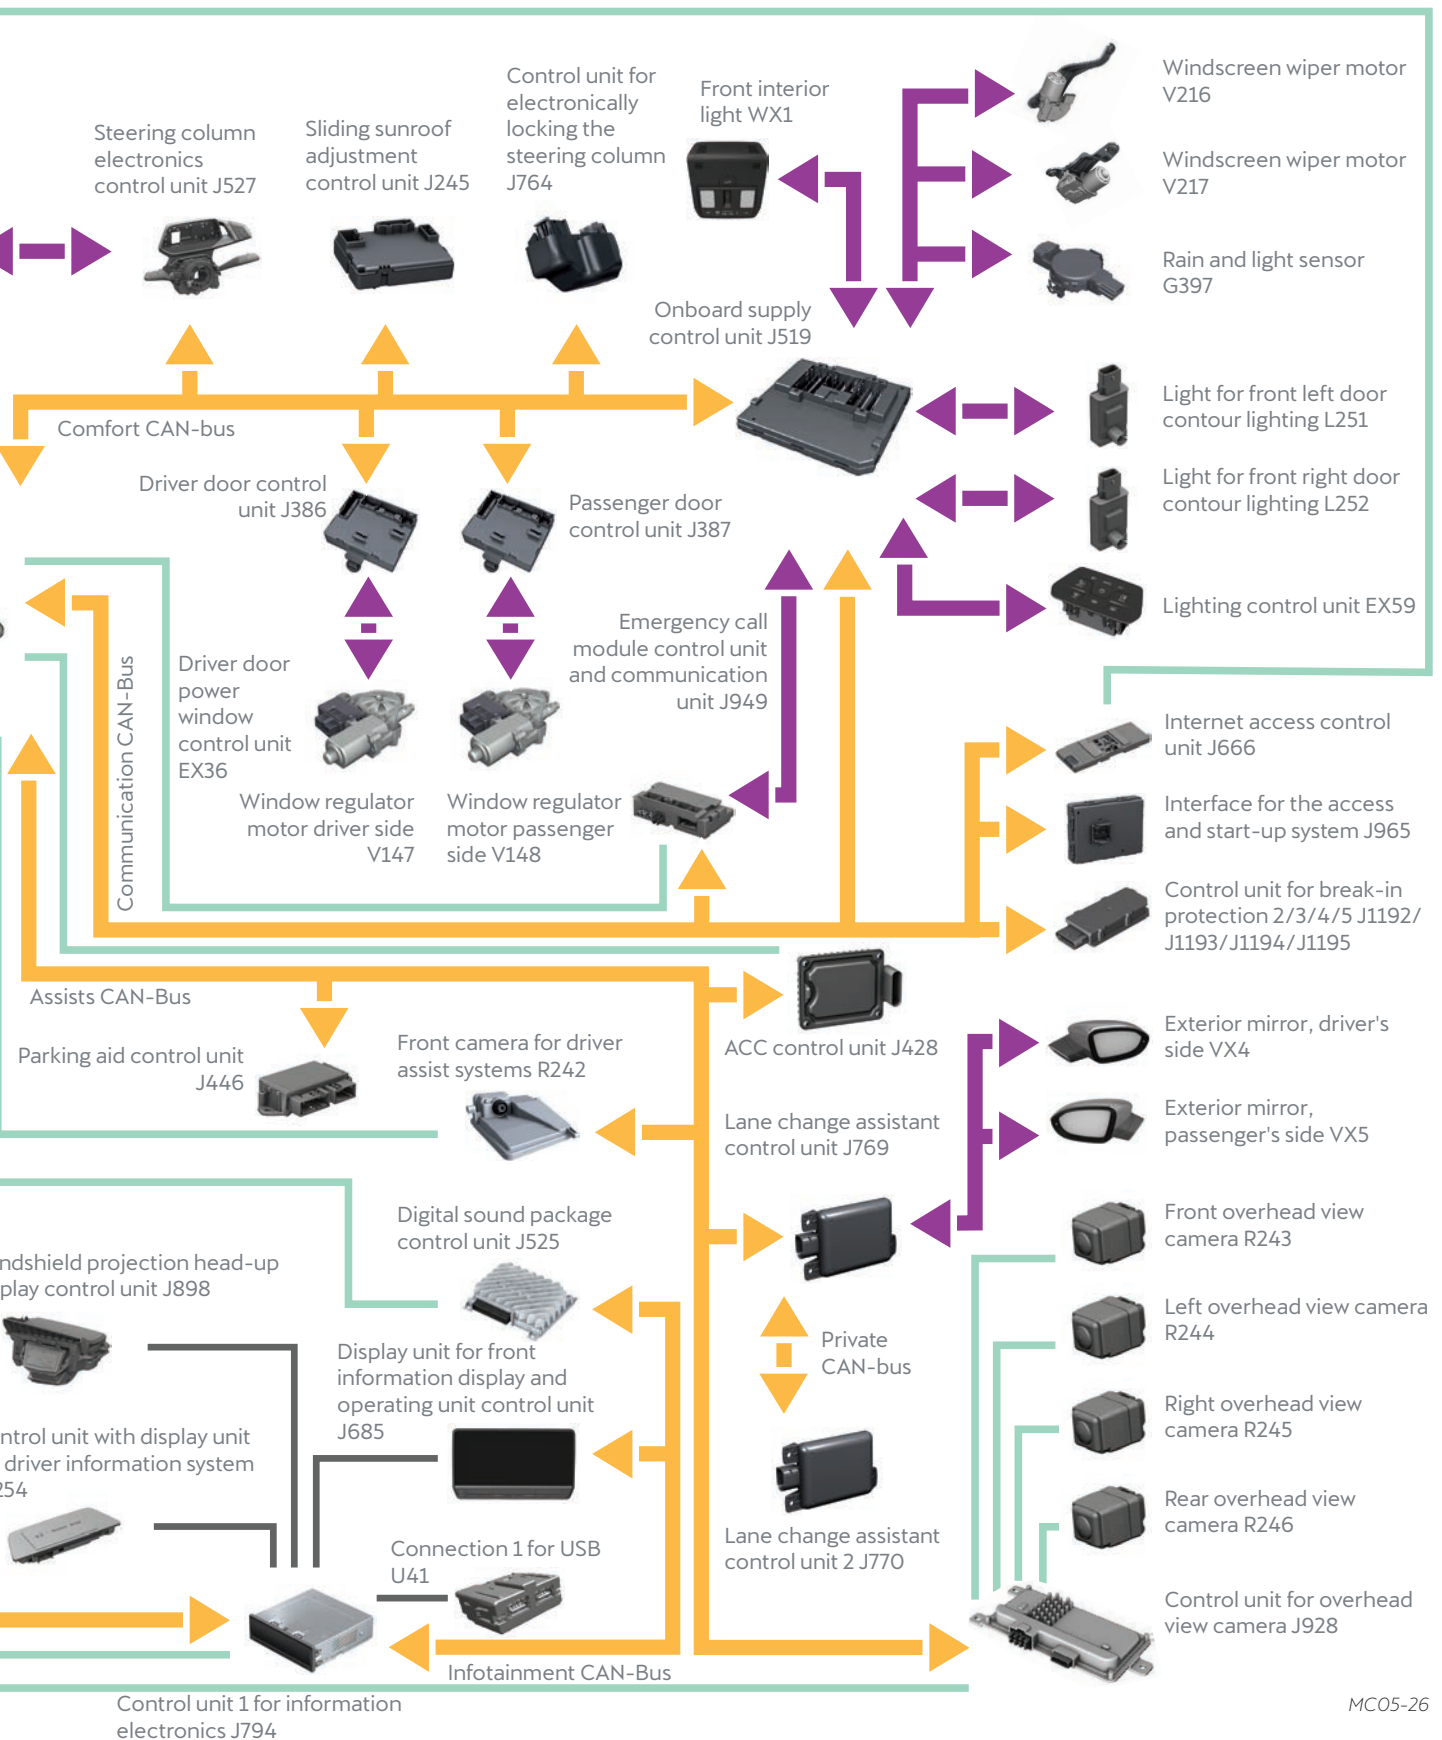 Windscreen wiper motor
V216
Control unit for
electronically
locking the
steering column
J764
Front interior
light WX1
Steering column
electronics
control unit J527
Sliding sunroof
adjustment
control unit J245
Windscreen wiper motor
V217
Rain and light sensor
G397
Onboard supply
control unit J519
Light for front left door
contour lighting L251
Comfort CAN-bus
Driver door control
unit J386
Passenger door
control unit J387
Light for front right door
contour lighting L252
Lighting control unit EX59
Communication CAN-Bus
Driver door
power
window
control unit
EX36
Emergency call
module control unit
and communication
unit J949
Internet access control
unit J666
Window regulator
motor driver side
V147
Window regulator
motor passenger
side V148
Interface for the access
and start-up system J965
Control unit for break-in
protection 2/3/4/5 J1192/
J1193/J1194/J1195
Assists CAN-Bus
Parking aid control unit
J446
Front camera for driver
assist systems R242
ACC control unit J428
Exterior mirror, driver's
side VX4
Lane change assistant
control unit J769
Exterior mirror,
passenger's side VX5
Digital sound package
control unit J525
Front overhead view
camera R243
ndshield projection head-up
play control unit J898
Left overhead view camera
R244
Private
CAN-bus
Display unit for front
information display and
operating unit control unit
J685
Right overhead view
camera R245
ntrol unit with display unit
driver information system
254
Rear overhead view
camera R246
Connection 1 for USB
U41
Lane change assistant
control unit 2 J770
Control unit for overhead
view camera J928
Infotainment CAN-Bus
Control unit 1 for information
electronics J794
MC05-26